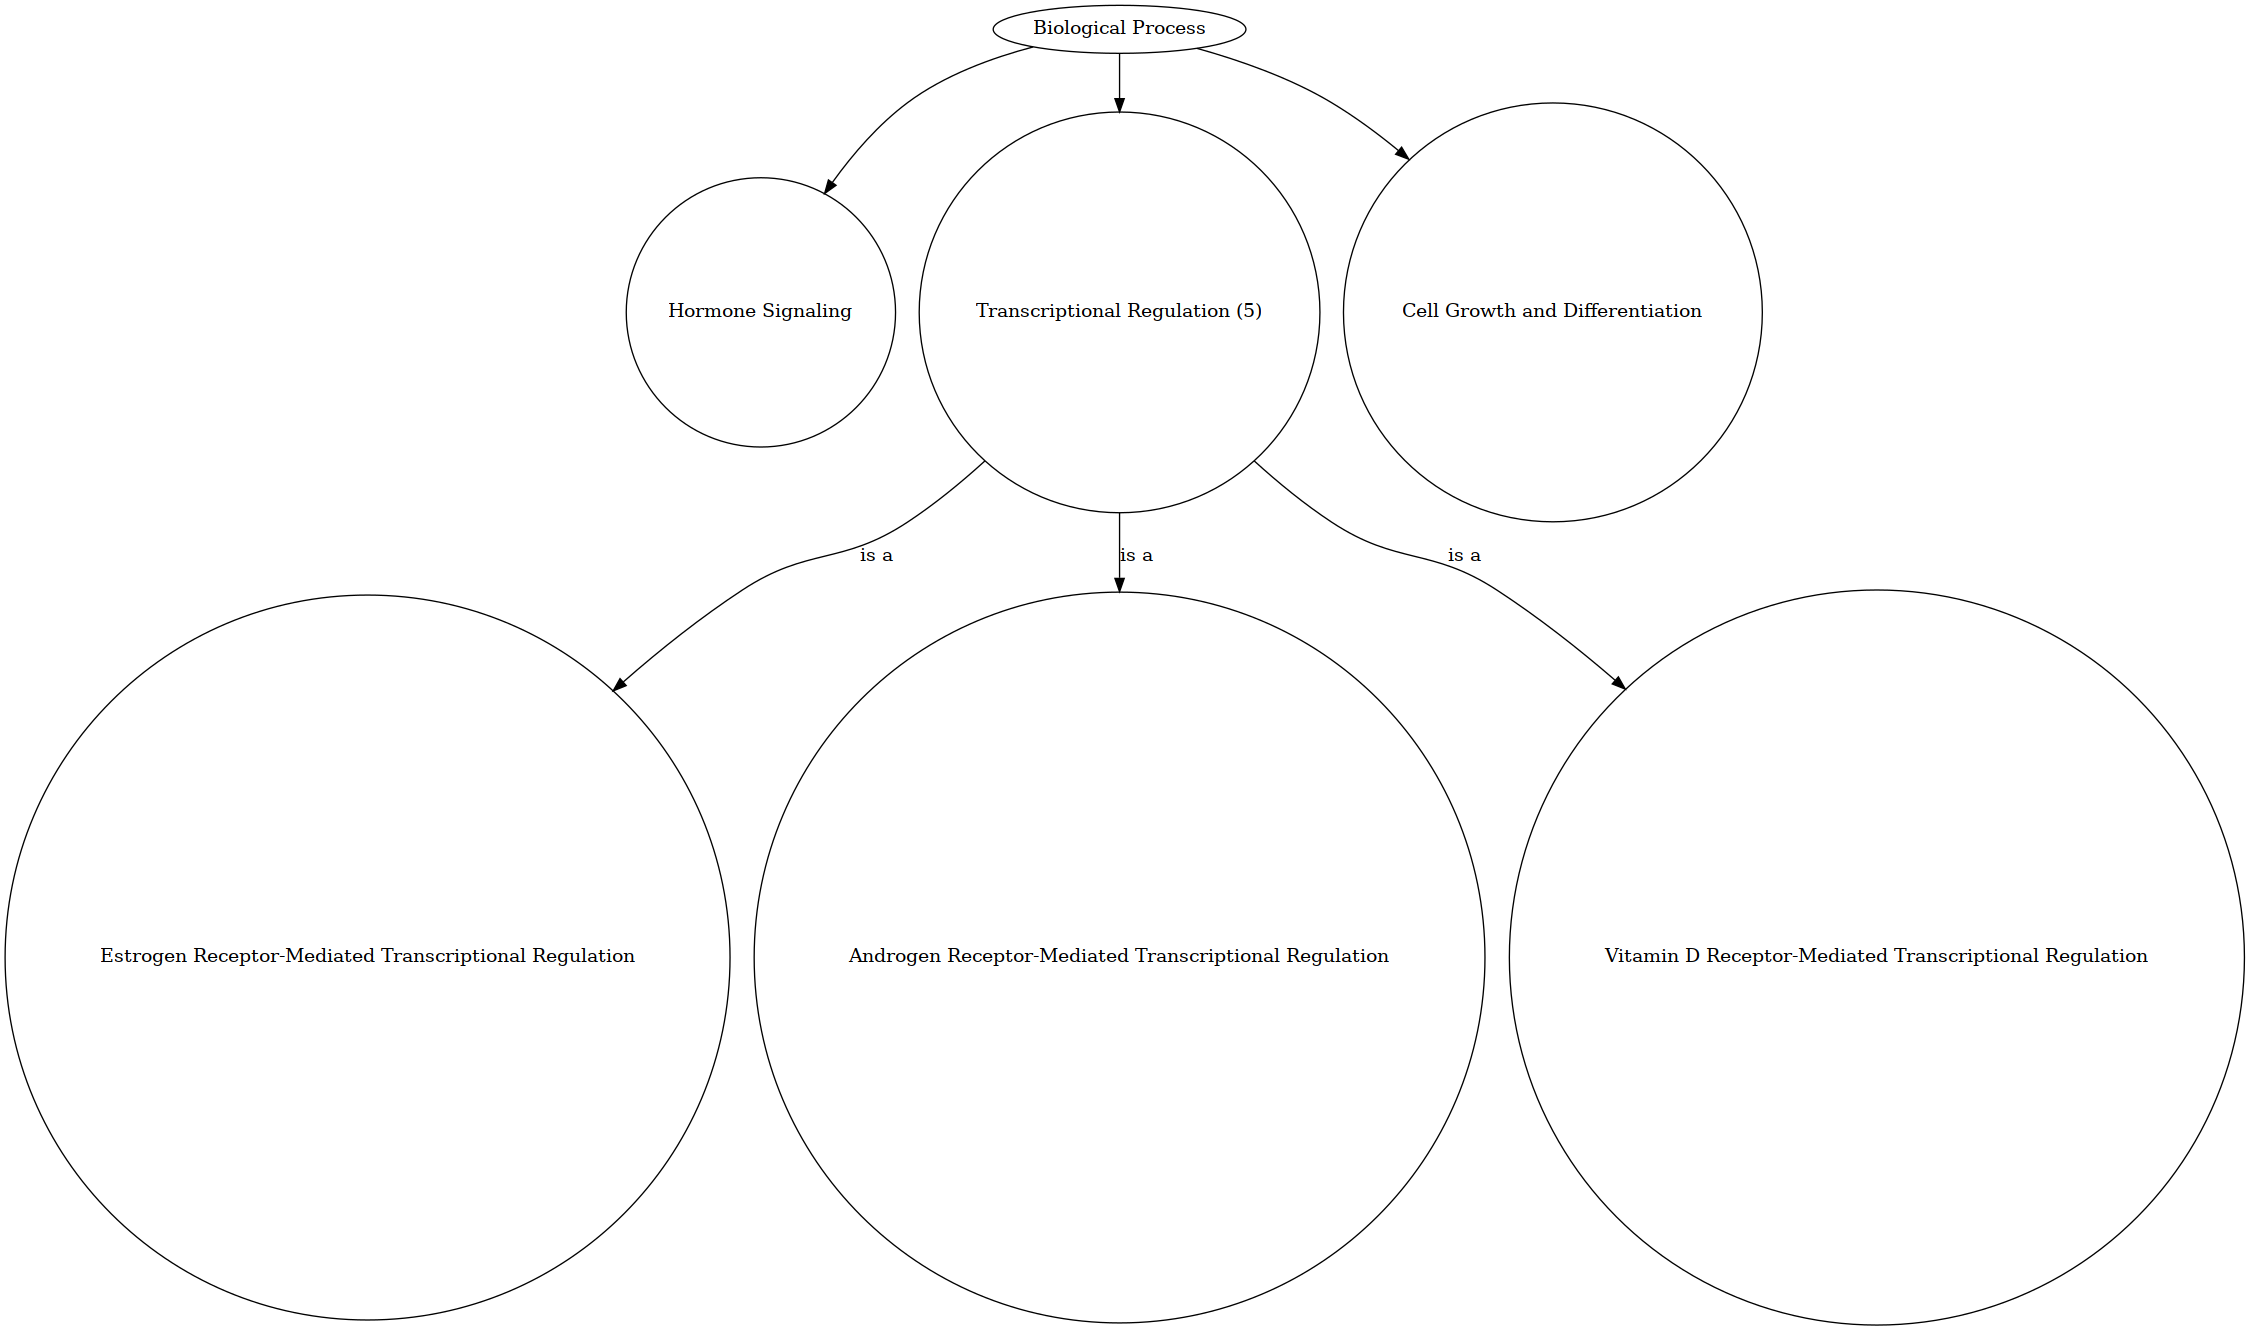 Biological Process
Hormone Signaling
Transcriptional Regulation (5)
Cell Growth and Differentiation
is a
is a
is a
Estrogen Receptor-Mediated Transcriptional Regulation
Androgen Receptor-Mediated Transcriptional Regulation
Vitamin D Receptor-Mediated Transcriptional Regulation